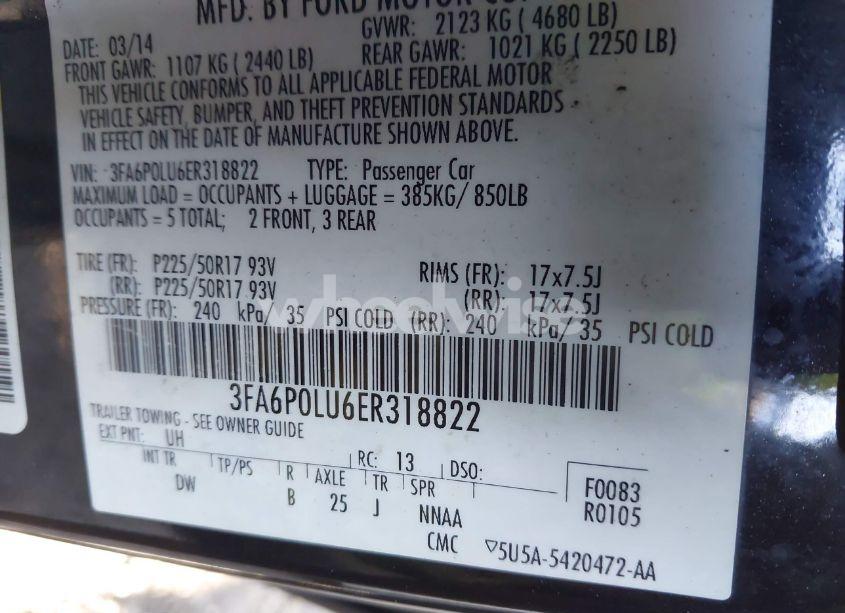 MFD. BY FORD MOTOR CO
GVWR: 2123 KG ( 4680 LB)
DATE: 03/14
FRONT GAWR: 1107 KG ( 2440 LB) REAR GAWR: 1021 KG ( 2250 LB)
THIS VEHICLE CONFORMS TO ALL APPLICABLE FEDERAL MOTOR
VEHICLE SAFETY, BUMPER, AND THEFT PREVENTION STANDARDS
IN EFFECT ON THE DATE OF MANUFACTURE SHOWN ABOVE.
VIN: 3FA6P0LU6ER318822 TYPE: Passenger Car
MAXIMUM LOAD = OCCUPANTS + LUGGAGE = 385KG/ 850LB
OCCUPANTS = 5 TOTAL; 2 FRONT, 3 REAR
TIRE (FR): P225/50R17 93V RIMS (FR): 17x7.5J
(RR): P225/50R17 93V (RR): 17x7.5J
PRESSURE (FR): 240 kPa/ 35 PSI COLD (RR): 240 kPa/ 35 PSI COLD
wheelwise
3FA6P0LU6ER318822
TRAILER TOWING - SEE OWNER GUIDE
EXT PNT: UH RC: 13 DSO:
INT TR TP/PS R AXLE TR SPR F0083
DW B 25 J NNAA R0105
CMC ▽5U5A-5420472-AA